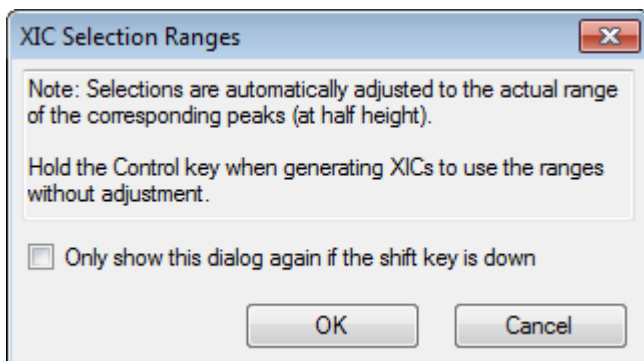 XIC Selection Ranges
Note: Selections are automatically adjusted to the actual range
of the corresponding peaks (at half height).
Hold the Control key when generating XICs to use the ranges
without adjustment.
Only show this dialog again if the shift key is down
OK
Cancel